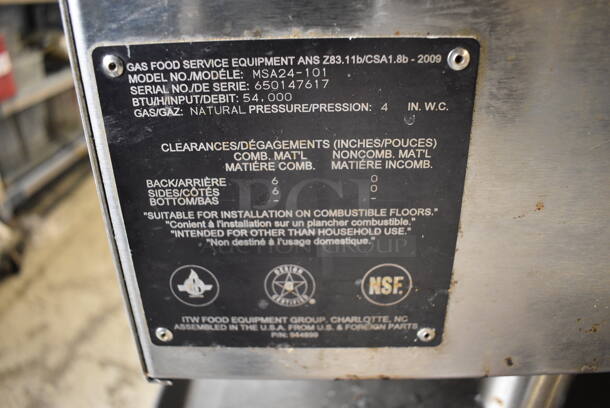 GAS FOOD SERVICE EQUIPMENT ANS Z83.11b/CSA1.8b - 2009
MODEL NO./MODÉLE: MSA24-101
SERIAL NO./DE SERIE: 650147617
BTU/H/INPUT/DEBIT: 54,000
GAS/GAZ: NATURAL PRESSURE/PRESSION: 4 IN. W.C.
CLEARANCES/DÉGAGEMENTS (INCHES/POUCES)
COMB. MAT'L NONCOMB. MAT'L
MATIÉRE COMB. MATIÉRE INCOMB.
BACK/ARRIÈRE 6 0
SIDES/CÔTÉS 6 0
BOTTOM/BAS - -
"SUITABLE FOR INSTALLATION ON COMBUSTIBLE FLOORS."
"Conient á l'installation sur un plancher combustible."
"INTENDED FOR OTHER THAN HOUSEHOLD USE."
"Non destiné à l'usage domestique."
DESIGN CERTIFIED
NSF
ITW FOOD EQUIPMENT GROUP, CHARLOTTE, NC
ASSEMBLED IN THE U.S.A. FROM U.S. & FOREIGN PARTS